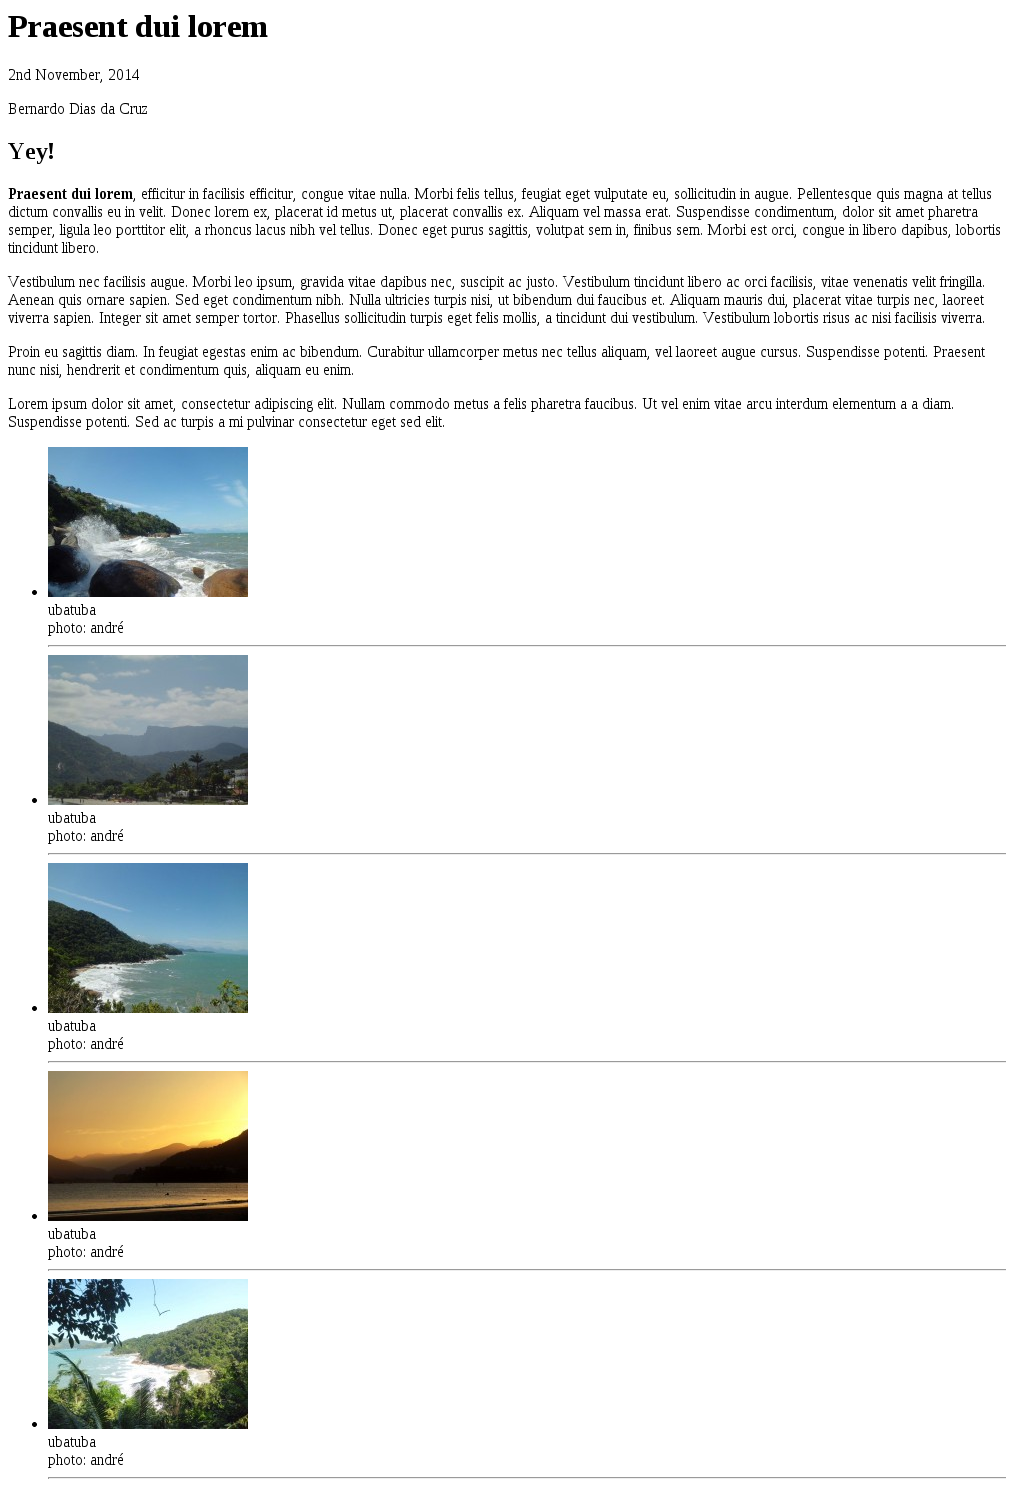 Praesent dui lorem
2nd November, 2014
Bernardo Dias da Cruz
Yey!
Praesent dui lorem, efficitur in facilisis efficitur, congue vitae nulla. Morbi felis tellus, feugiat eget vulputate eu, sollicitudin in augue. Pellentesque quis magna at tellus
dictum convallis eu in velit. Donec lorem ex, placerat id metus ut, placerat convallis ex. Aliquam vel massa erat. Suspendisse condimentum, dolor sit amet pharetra
semper, ligula leo porttitor elit, a rhoncus lacus nibh vel tellus. Donec eget purus sagittis, volutpat sem in, finibus sem. Morbi est orci, congue in libero dapibus, lobortis
tincidunt libero.
Vestibulum nec facilisis augue. Morbi leo ipsum, gravida vitae dapibus nec, suscipit ac justo. Vestibulum tincidunt libero ac orci facilisis, vitae venenatis velit fringilla.
Aenean quis ornare sapien. Sed eget condimentum nibh. Nulla ultricies turpis nisi, ut bibendum dui faucibus et. Aliquam mauris dui, placerat vitae turpis nec, laoreet
viverra sapien. Integer sit amet semper tortor. Phasellus sollicitudin turpis eget felis mollis, a tincidunt dui vestibulum. Vestibulum lobortis risus ac nisi facilisis viverra.
Proin eu sagittis diam. In feugiat egestas enim ac bibendum. Curabitur ullamcorper metus nec tellus aliquam, vel laoreet augue cursus. Suspendisse potenti. Praesent
nunc nisi, hendrerit et condimentum quis, aliquam eu enim.
Lorem ipsum dolor sit amet, consectetur adipiscing elit. Nullam commodo metus a felis pharetra faucibus. Ut vel enim vitae arcu interdum elementum a a diam.
Suspendisse potenti. Sed ac turpis a mi pulvinar consectetur eget sed elit.
ubatuba
photo: andré
ubatuba
photo: andré
ubatuba
photo: andré
ubatuba
photo: andré
ubatuba
photo: andré